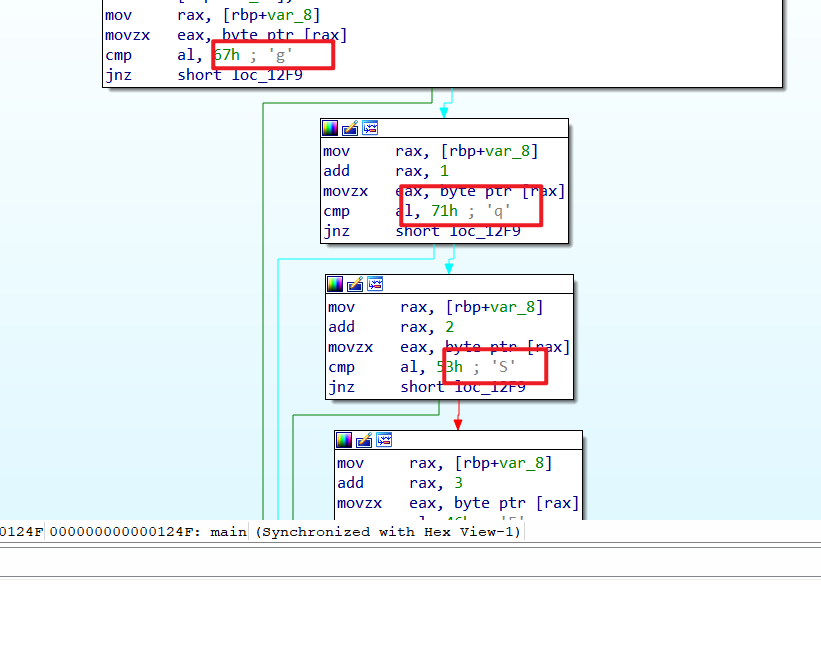 mov rax, [rbp+var_8]
movzx eax, byte ptr [rax]
cmp al, 67h ; 'g'
jnz short loc_12F9
mov rax, [rbp+var_8]
add rax, 1
movzx eax, byte ptr [rax]
cmp al, 71h ; 'q'
jnz short loc_12F9
mov rax, [rbp+var_8]
add rax, 2
movzx eax, byte ptr [rax]
cmp al, 53h ; 'S'
jnz short loc_12F9
mov rax, [rbp+var_8]
add rax, 3
movzx eax, byte ptr [rax]
0124F 000000000000124F: main (Synchronized with Hex View-1)